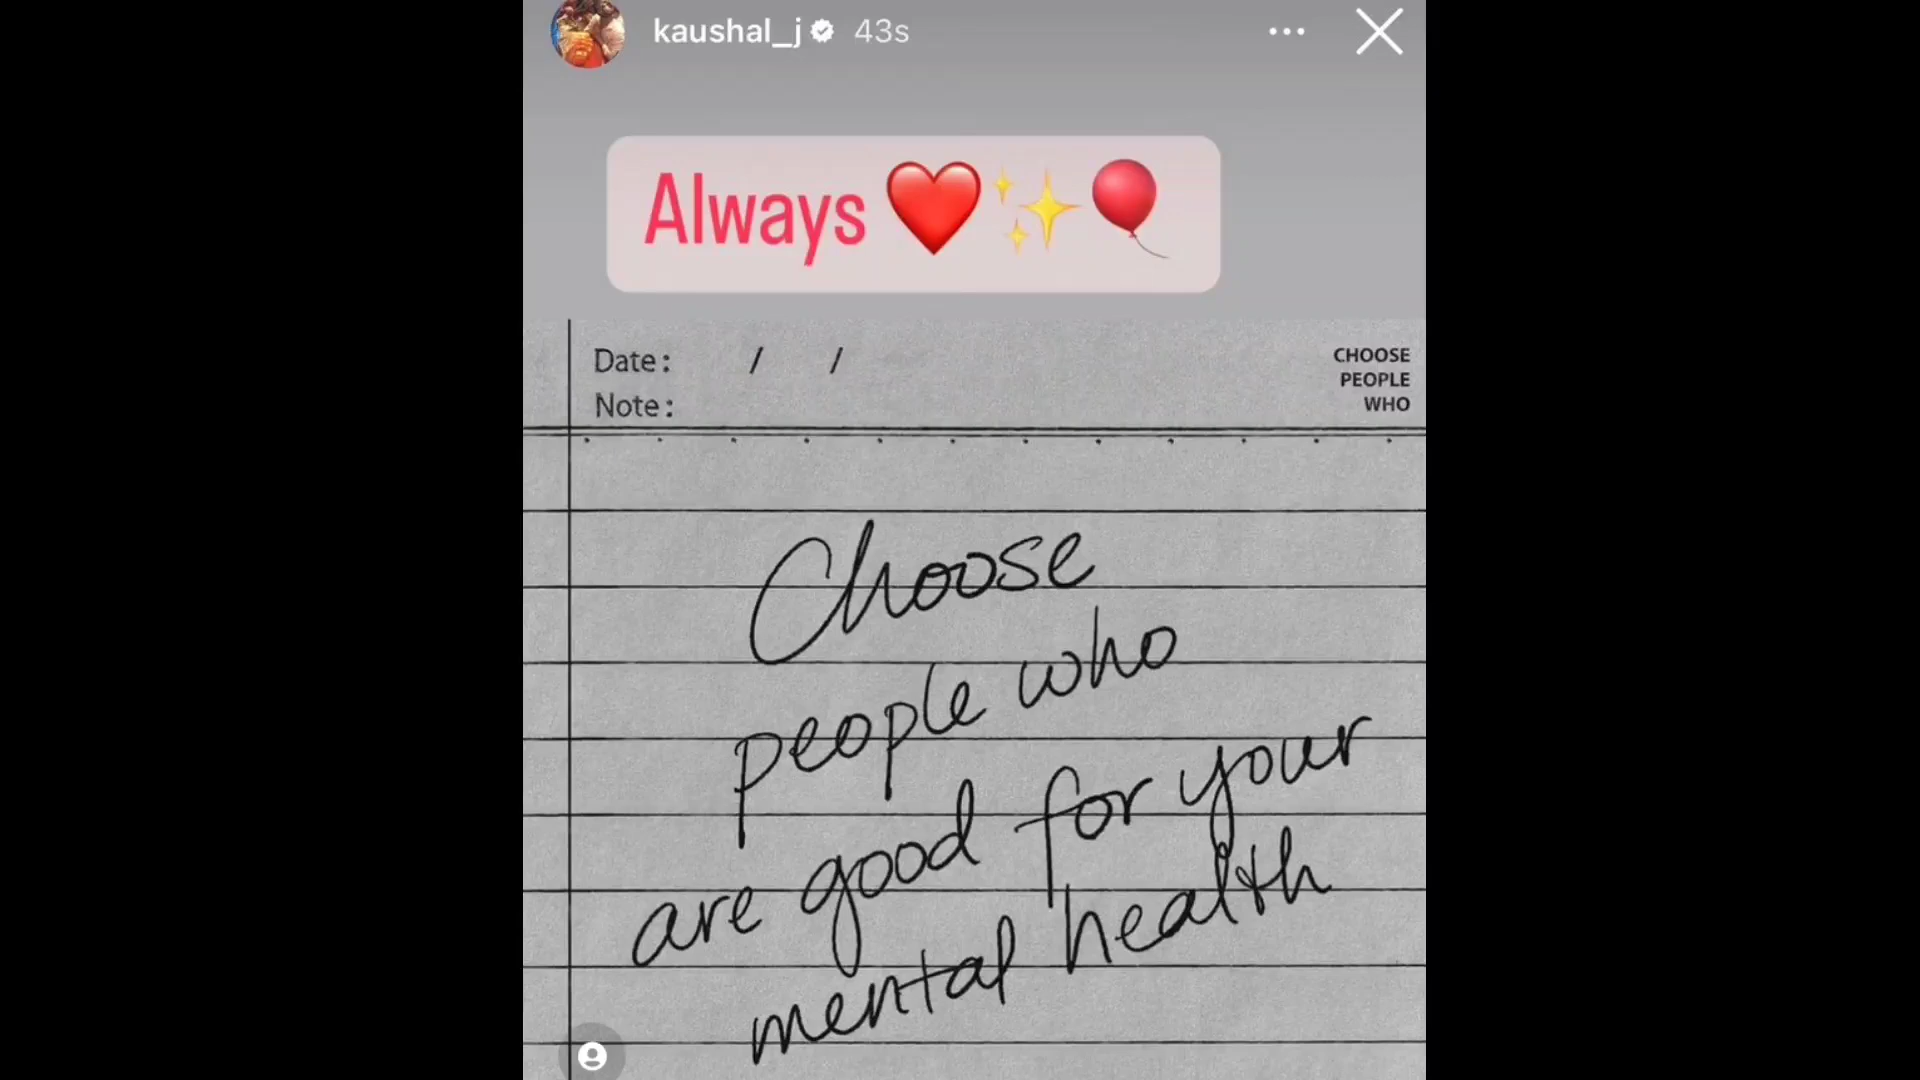 kaushal_j 43s
Always ❤️✨🎈
Date: / /
Note:
CHOOSE
PEOPLE
WHO
Choose
people who
are good for your
mental health